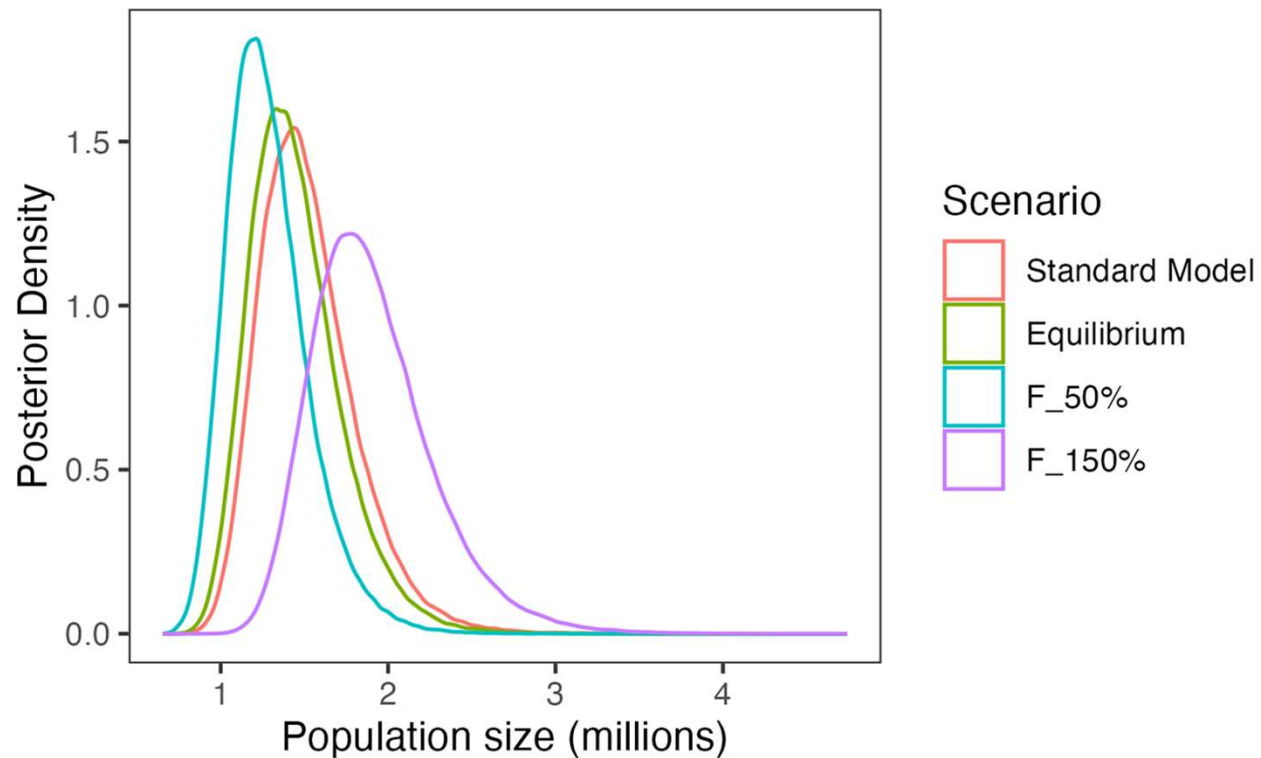 Posterior Density
1.5
1.0
0.5
0.0
1 2 3 4
Population size (millions)
Scenario
Standard Model
Equilibrium
F_50%
F_150%